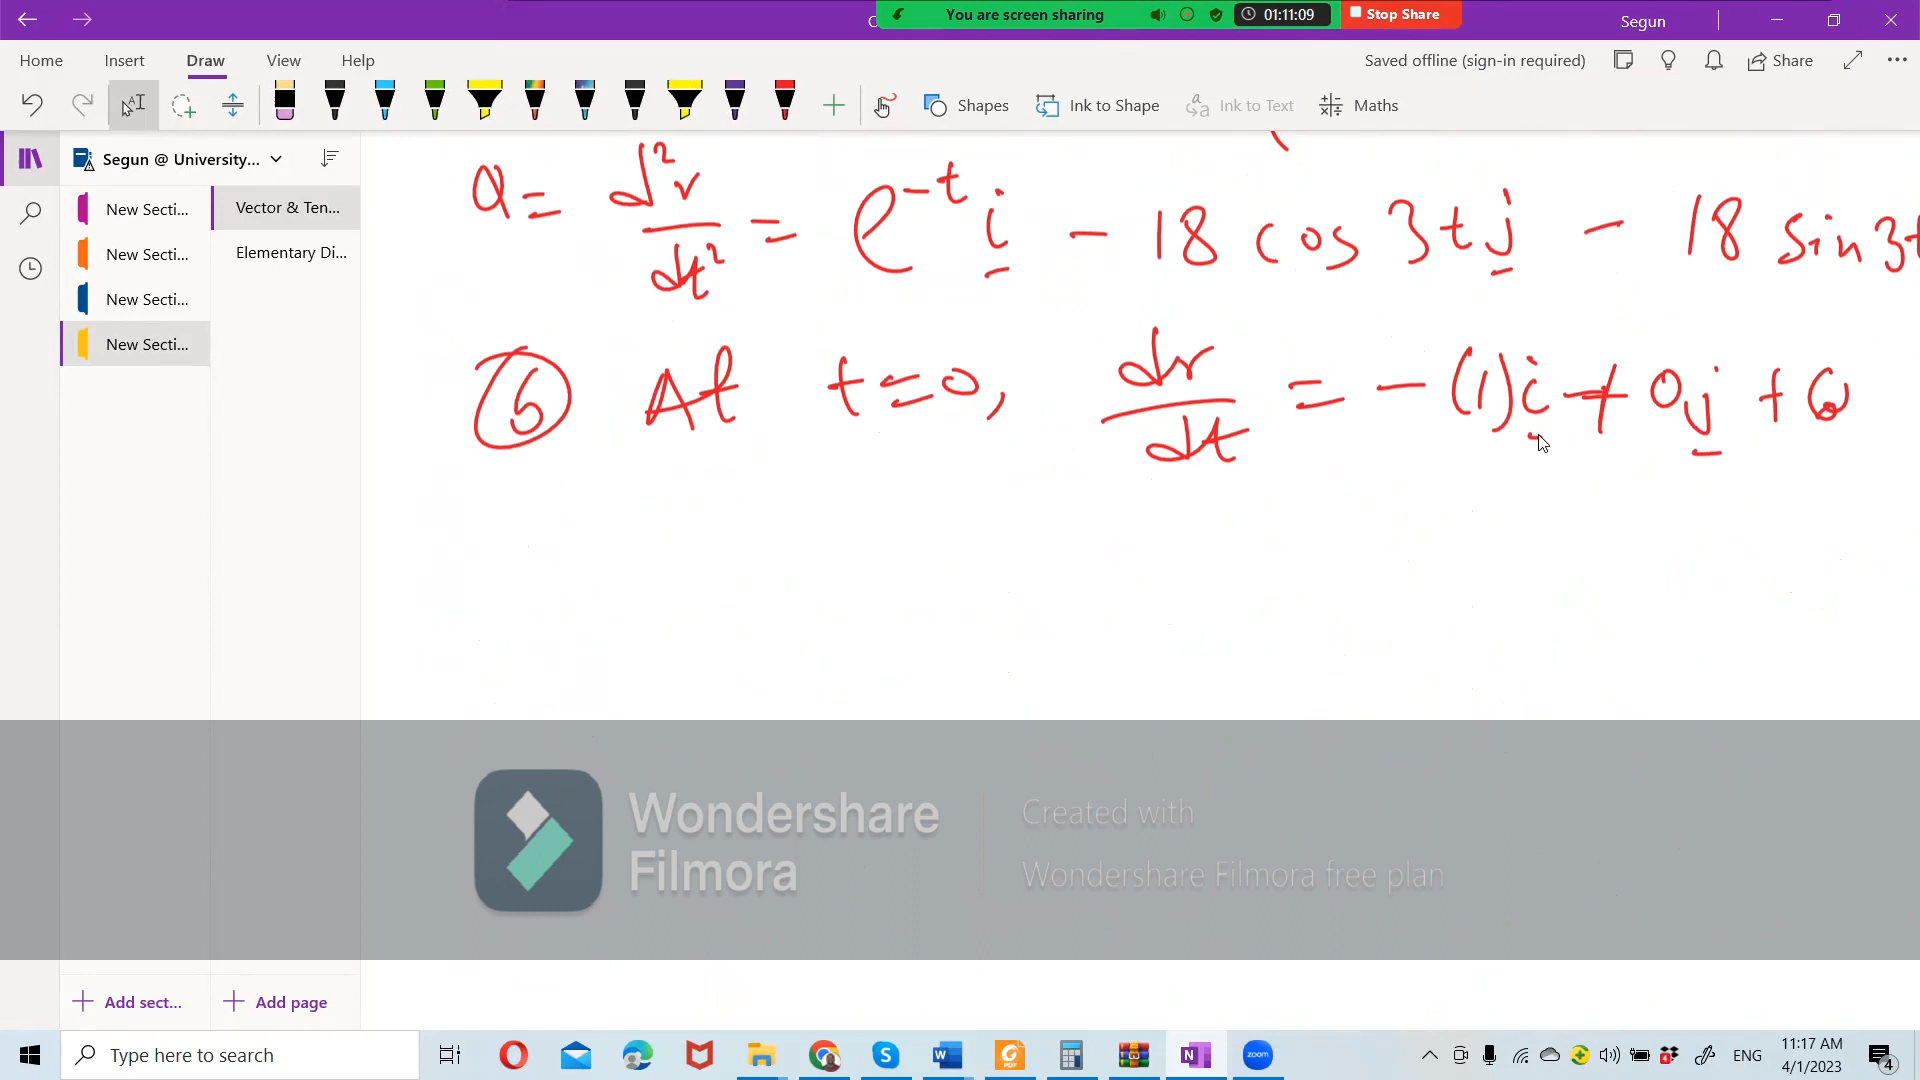 You are screen sharing
01:11:09
Stop Share
Segun
Home Insert Draw View Help
Saved offline (sign-in required)
Share
Shapes
Ink to Shape
Ink to Text
Maths
Segun @ University...
New Secti...
New Secti...
New Secti...
New Secti...
Vector & Ten...
Elementary Di...
a = d²r/dt² = e^-t i - 18 cos 3t j - 18 sin 3t
ⓑ At t=0, dr/dt = -(1)i + 0j + 6
Wondershare
Filmora
Created with
Wondershare Filmora free plan
Add sect...
Add page
Type here to search
W
N
zoom
ENG
11:17 AM
4/1/2023
4